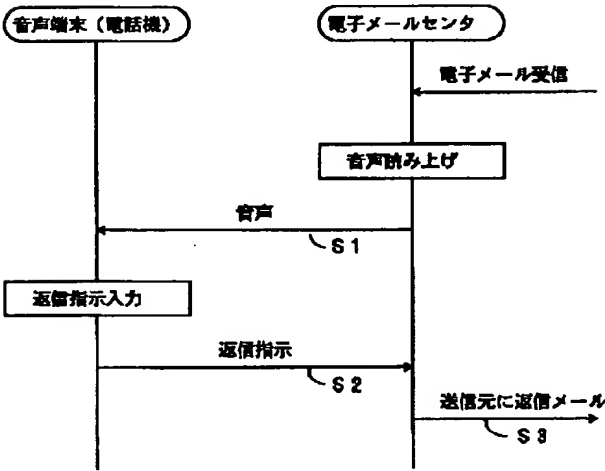 音声端末（電話機）
電子メールセンタ
電子メール受信
音声読み上げ
音声
S1
返信指示入力
返信指示
S2
送信元に返信メール
S3